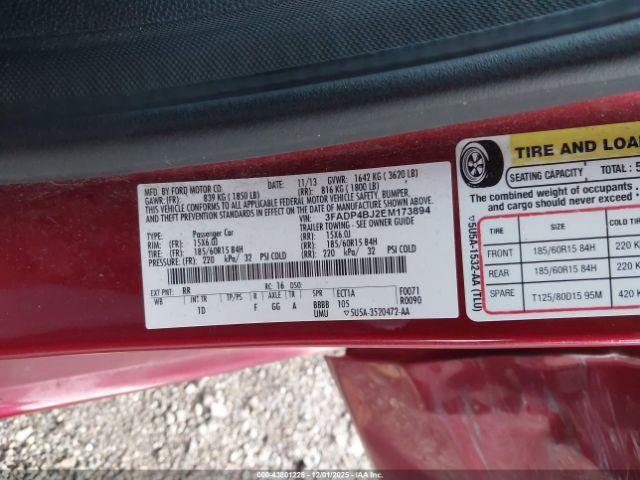 MFD. BY FORD MOTOR CO.
DATE: 11/13 GVWR: 1642 KG ( 3620 LB)
GAWR: (FR): 839 KG ( 1850 LB) (RR): 816 KG ( 1800 LB)
THIS VEHICLE CONFORMS TO ALL APPLICABLE FEDERAL MOTOR VEHICLE SAFETY, BUMPER,
AND THEFT PREVENTION STANDARDS IN EFFECT ON THE DATE OF MANUFACTURE SHOWN ABOVE.
VIN: 3FADP4BJ2EM173894
TYPE: Passenger Car TRAILER TOWING - SEE OWNER GUIDE
RIM: (FR): 15X6.0J (RR): 15X6.0J
TIRE: (FR): 185/60R15 84H (RR): 185/60R15 84H
PRESSURE: (FR): 220 kPa/ 32 PSI COLD (RR): 220 kPa/ 32 PSI COLD
EXT PNT: RR RC: 16 DSO:
WB INT TR TP/PS R AXLE TR SPR ECT1A F0071
1D F GG A BBBB 105 R0090
UMU ▽5U5A-3520472-AA
TIRE AND LOA
SEATING CAPACITY TOTAL: 5
The combined weight of occupants
and cargo should never exceed
TIRE SIZE
FRONT 185/60R15 84H 220 K
REAR 185/60R15 84H 220 K
SPARE T125/80D15 95M 420 K
▽5U5A-1532-AA (TLU)
000-43801228 - 12/01/2025 - IAAI.com